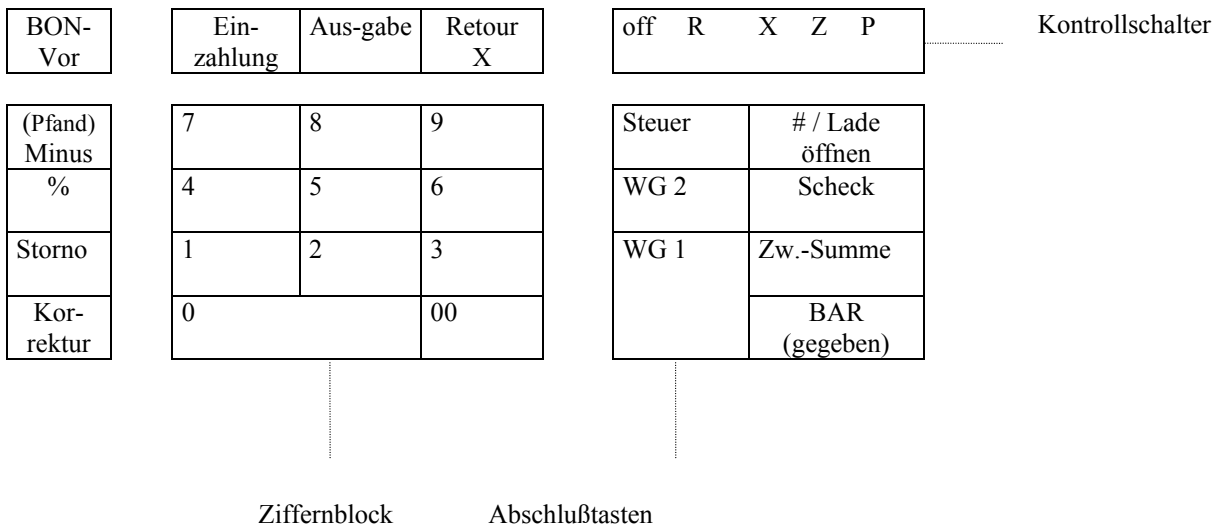 BON- Ein- Aus-gabe Retour off R X Z P Kontrollschalter
Vor zahlung X
(Pfand) 7 8 9 Steuer # / Lade
Minus öffnen
% 4 5 6 WG 2 Scheck
Storno 1 2 3 WG 1 Zw.-Summe
Kor- 0 00 BAR
rektur (gegeben)
Ziffernblock Abschlußtasten